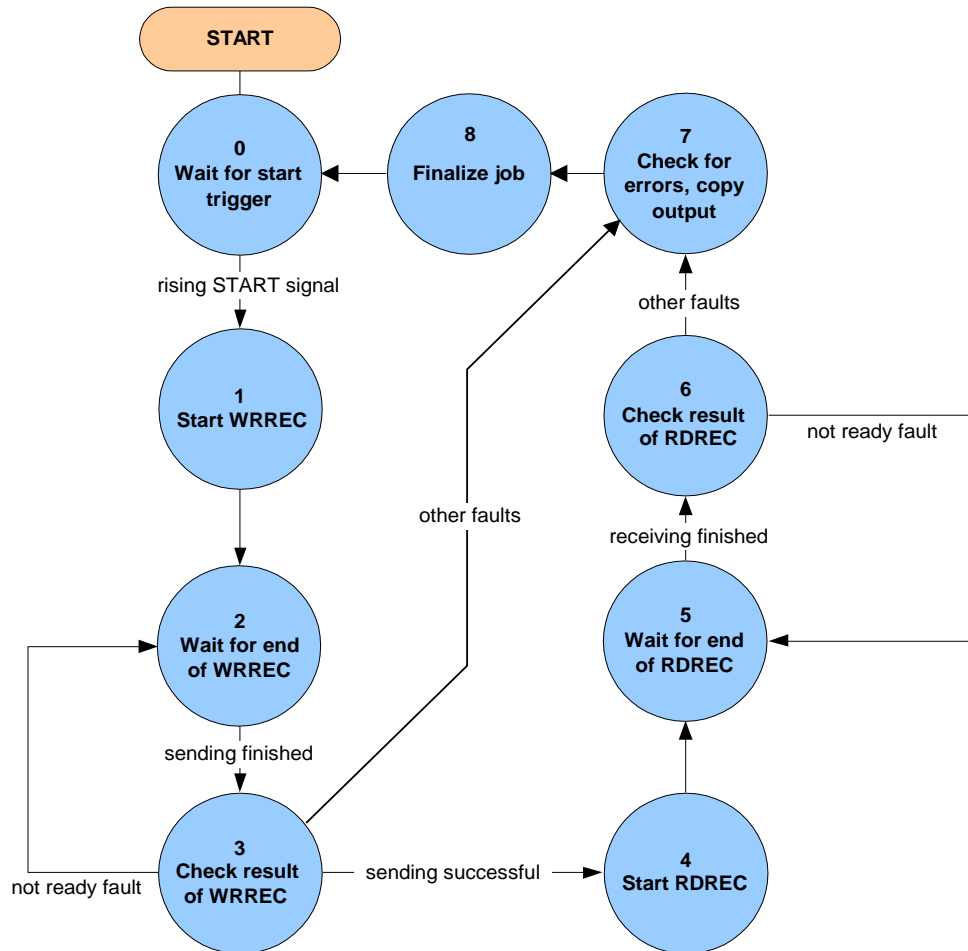 START
0
Wait for start
trigger
8
Finalize job
7
Check for
errors, copy
output
rising START signal
other faults
1
Start WRREC
6
Check result
of RDREC
not ready fault
other faults
receiving finished
2
Wait for end
of WRREC
5
Wait for end
of RDREC
sending finished
3
Check result
of WRREC
not ready fault
sending successful
4
Start RDREC